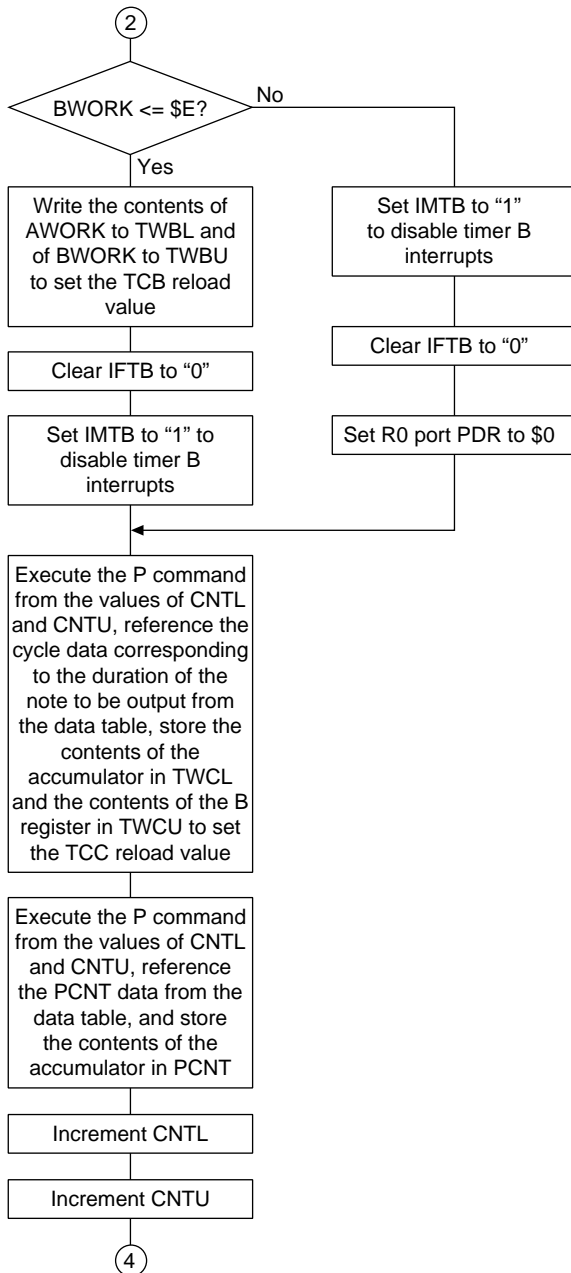 2
BWORK <= $E?
No
Yes
Write the contents of
AWORK to TWBL and
of BWORK to TWBU
to set the TCB reload
value
Clear IFTB to “0”
Set IMTB to “1” to
disable timer B
interrupts
Set IMTB to “1”
to disable timer B
interrupts
Clear IFTB to “0”
Set R0 port PDR to $0
Execute the P command
from the values of CNTL
and CNTU, reference the
cycle data corresponding
to the duration of the
note to be output from
the data table, store the
contents of the
accumulator in TWCL
and the contents of the B
register in TWCU to set
the TCC reload value
Execute the P command
from the values of CNTL
and CNTU, reference
the PCNT data from the
data table, and store
the contents of the
accumulator in PCNT
Increment CNTL
Increment CNTU
4